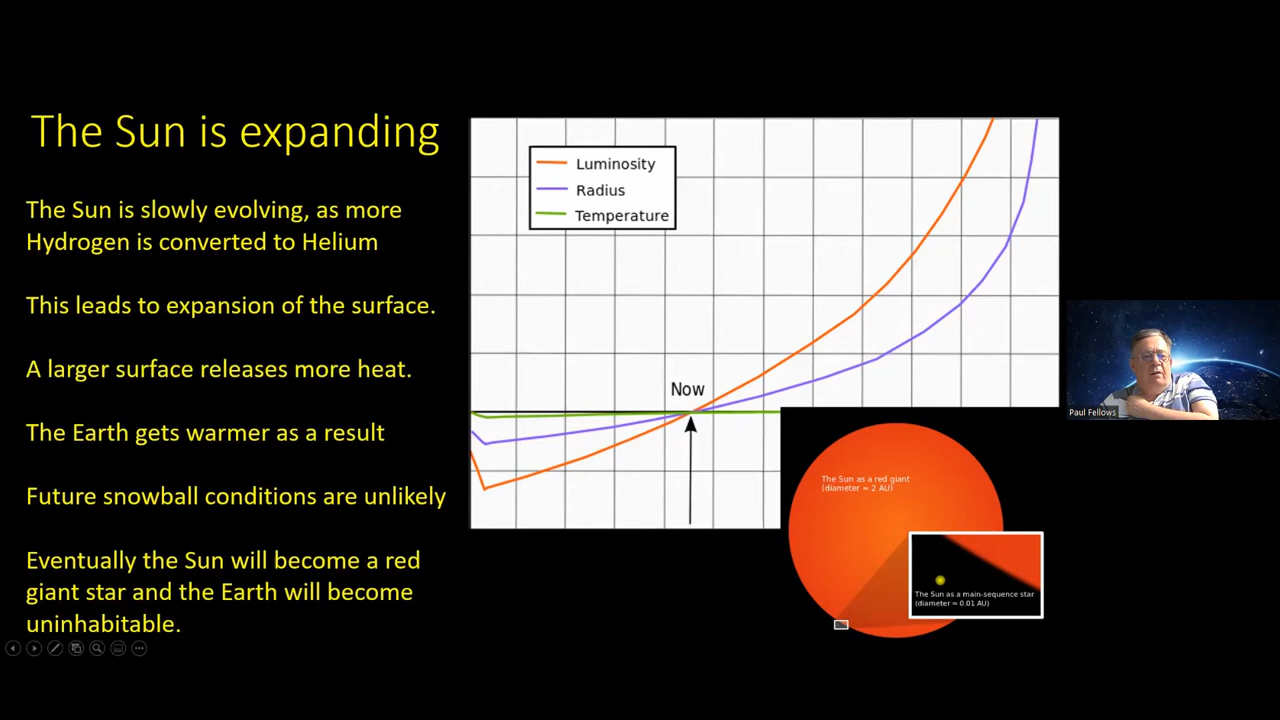 The Sun is expanding
The Sun is slowly evolving, as more
Hydrogen is converted to Helium
This leads to expansion of the surface.
A larger surface releases more heat.
The Earth gets warmer as a result
Future snowball conditions are unlikely
Eventually the Sun will become a red
giant star and the Earth will become
uninhabitable.
Luminosity
Radius
Temperature
Now
The Sun as a red giant
(diameter ≈ 2 AU)
The Sun as a main-sequence star
(diameter ≈ 0.01 AU)
Paul Fellows